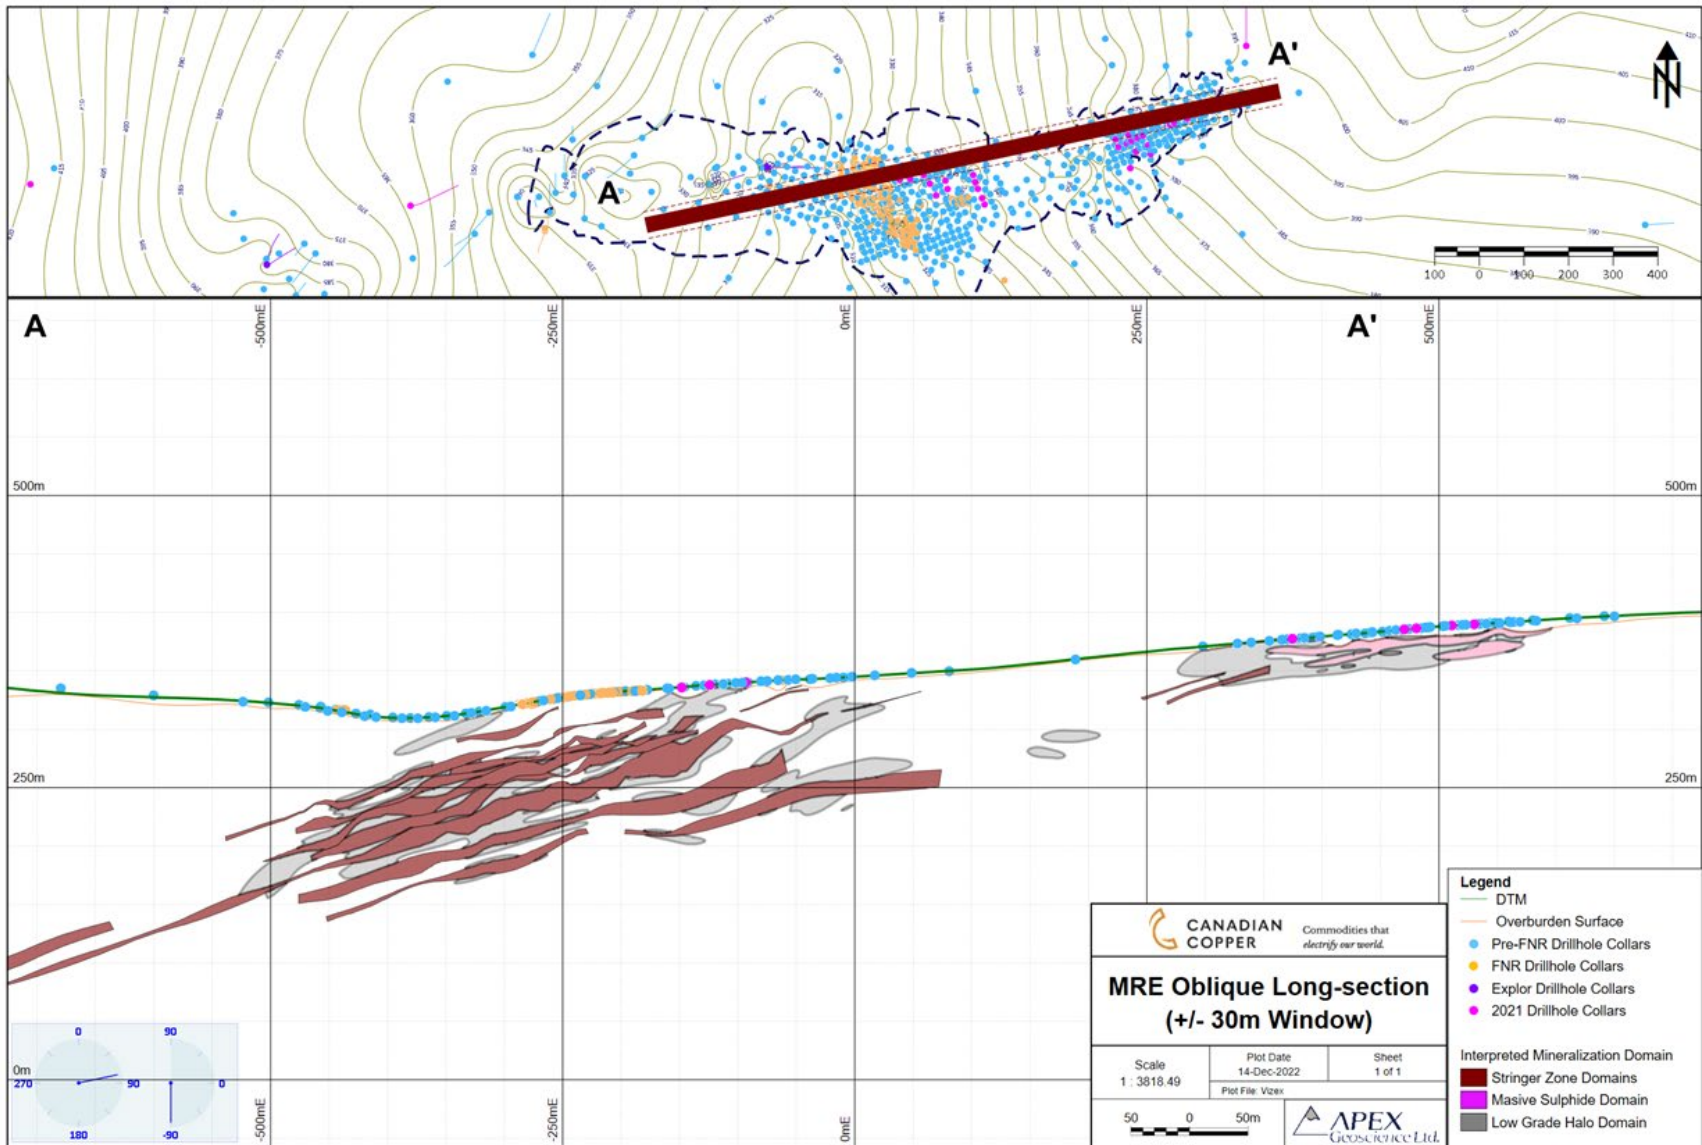 A'
A
N
100 0 100 200 300 400
A
-500mE
-250mE
0mE
250mE
A'
500mE
500m
500m
250m
250m
0m
0
90
270
90
0
180
-90
-500mE
-250mE
0mE
CANADIAN
COPPER
Commodities that
electrify our world.
MRE Oblique Long-section
(+/- 30m Window)
Scale
1 : 3818.49
Plot Date
14-Dec-2022
Sheet
1 of 1
Plot File: Vizex
50 0 50m
APEX
Geoscience Ltd.
Legend
DTM
Overburden Surface
Pre-FNR Drillhole Collars
FNR Drillhole Collars
Explor Drillhole Collars
2021 Drillhole Collars
Interpreted Mineralization Domain
Stringer Zone Domains
Masive Sulphide Domain
Low Grade Halo Domain